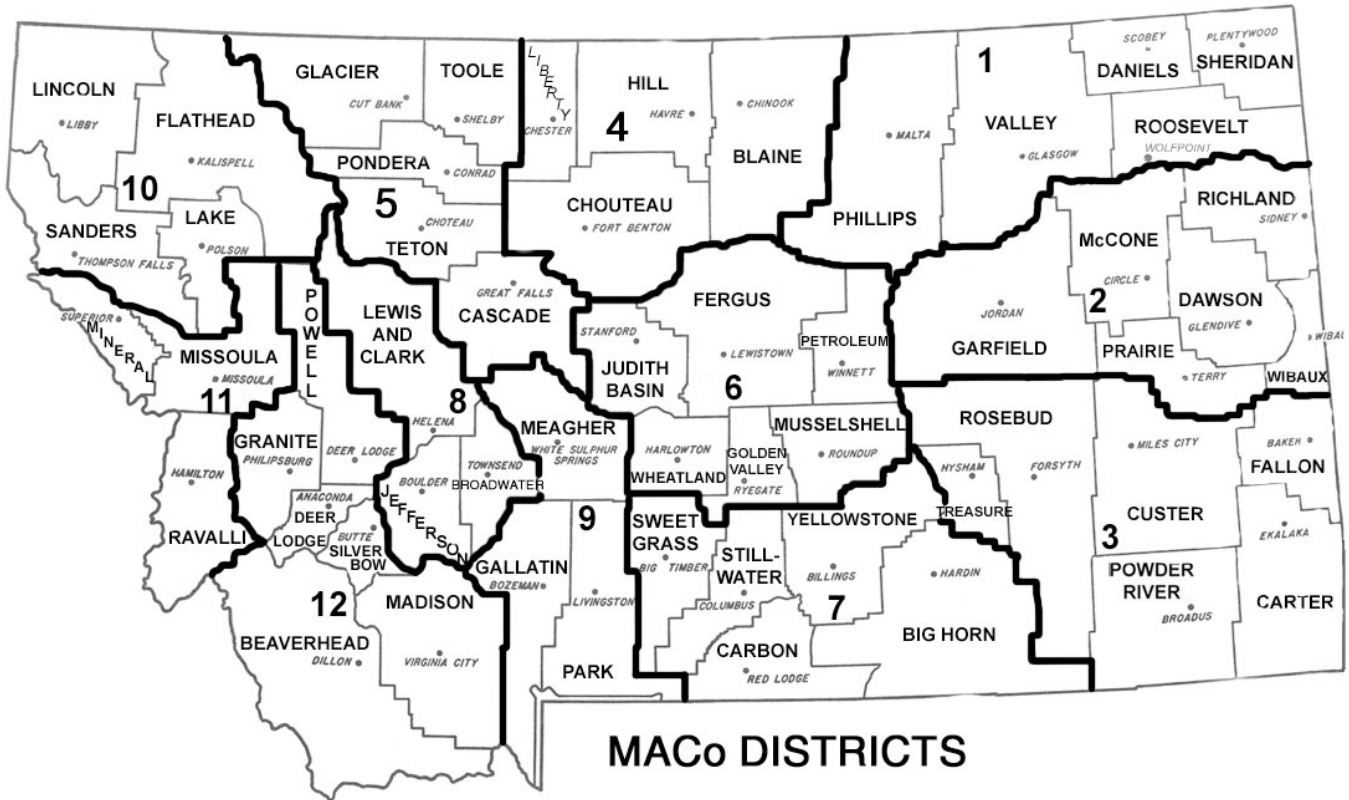 LINCOLN
LIBBY
FLATHEAD
KALISPELL
10
SANDERS
THOMPSON FALLS
LAKE
POLSON
GLACIER
CUT BANK
TOOLE
SHELBY
PONDERA
CONRAD
5
CHOTEAU
TETON
LIBERTY
CHESTER
HILL
HAVRE
4
CHINOOK
BLAINE
CHOUTEAU
FORT BENTON
1
MALTA
PHILLIPS
VALLEY
GLASGOW
SCOBEY
DANIELS
PLENTYWOOD
SHERIDAN
ROOSEVELT
WOLFPOINT
RICHLAND
SIDNEY
McCONE
CIRCLE
2
DAWSON
GLENDIVE
JORDAN
GARFIELD
PRAIRIE
TERRY
WIBAU
WIBAUX
SUPERIOR
MINERAL
MISSOULA
MISSOULA
11
POWELL
DEER LODGE
LEWIS
AND
CLARK
8
HELENA
GREAT FALLS
CASCADE
STANFORD
JUDITH
BASIN
FERGUS
LEWISTOWN
6
PETROLEUM
WINNETT
MEAGHER
WHITE SULPHUR
SPRINGS
HARLOWTON
WHEATLAND
GOLDEN
VALLEY
RYEGATE
MUSSELSHELL
ROUNDUP
ROSEBUD
FORSYTH
HYSHAM
TREASURE
MILES CITY
CUSTER
3
BAKER
FALLON
EKALAKA
CARTER
POWDER
RIVER
BROADUS
HAMILTON
RAVALLI
GRANITE
PHILIPSBURG
ANACONDA
DEER
LODGE
BUTTE
SILVER
BOW
BOULDER
JEFFERSON
TOWNSEND
BROADWATER
12
BEAVERHEAD
DILLON
MADISON
VIRGINIA CITY
GALLATIN
BOZEMAN
9
LIVINGSTON
PARK
SWEET
GRASS
BIG TIMBER
STILL-
WATER
COLUMBUS
YELLOWSTONE
BILLINGS
7
CARBON
RED LODGE
HARDIN
BIG HORN
MACo DISTRICTS